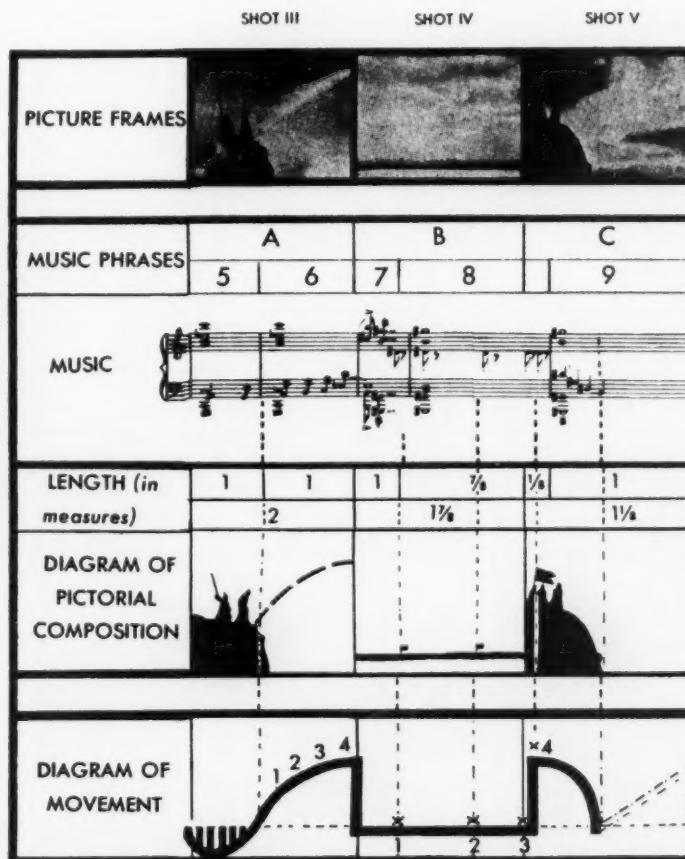 SHOT III SHOT IV SHOT V
PICTURE FRAMES
MUSIC PHRASES A B C
5 6 7 8 9
MUSIC
LENGTH (in measures) 1 1 1 ⅞ ⅛ 1
2 1⅞ 1⅛
DIAGRAM OF
PICTORIAL
COMPOSITION
1 2 3 4 ×4
DIAGRAM OF
MOVEMENT
× × ×
1 2 3